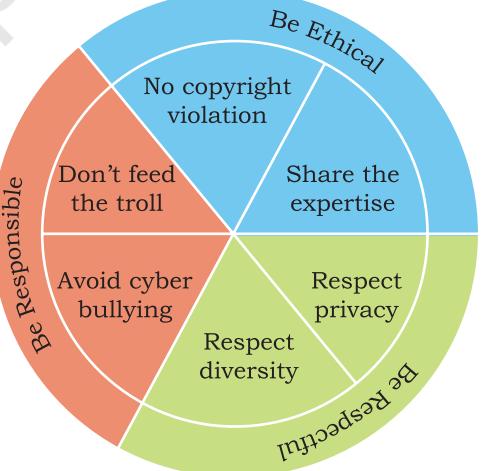 Be Ethical
No copyright
violation
Share the
expertise
Don't feed
the troll
Be Responsible
Avoid cyber
bullying
Respect
privacy
Respect
diversity
Be Respectful